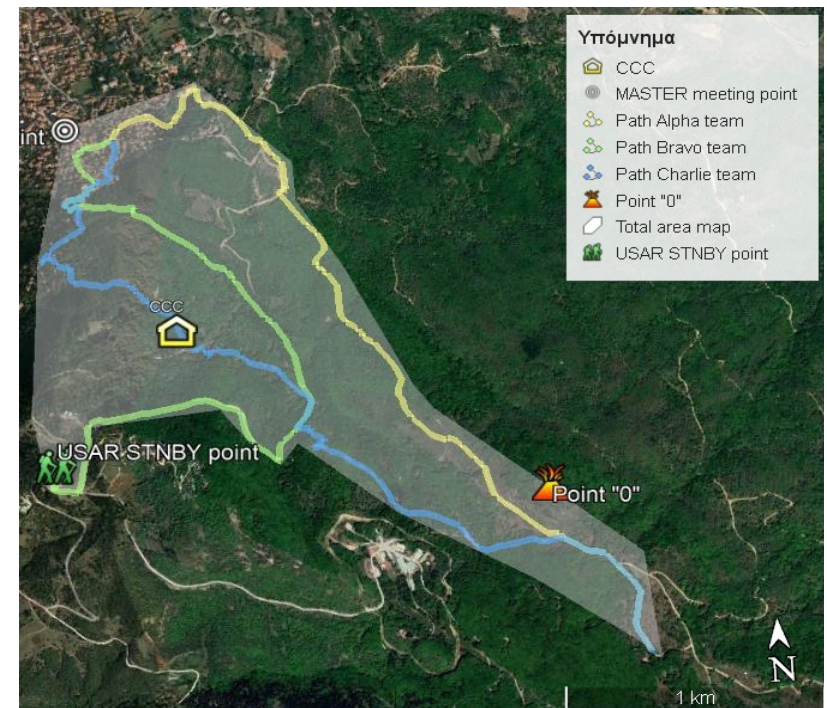 Υπόμνημα
CCC
MASTER meeting point
Path Alpha team
Path Bravo team
Path Charlie team
Point "0"
Total area map
USAR STNBY point
int
CCC
USAR STNBY point
Point "0"
N
1 km